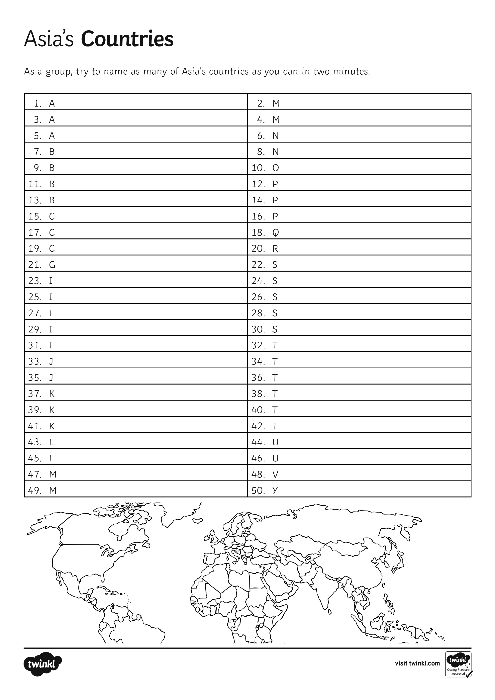 Asia's Countries
As a group, try to name as many of Asia's countries as you can in two minutes.
1. A 2. M
3. A 4. M
5. A 6. N
7. B 8. N
9. B 10. O
11. B 12. P
13. B 14. P
15. C 16. P
17. C 18. Q
19. C 20. R
21. G 22. S
23. I 24. S
25. I 26. S
27. I 28. S
29. I 30. S
31. I 32. T
33. J 34. T
35. J 36. T
37. K 38. T
39. K 40. T
41. K 42. T
43. L 44. U
45. L 46. U
47. M 48. V
49. M 50. Y
twinkl
visit twinkl.com
twinkl